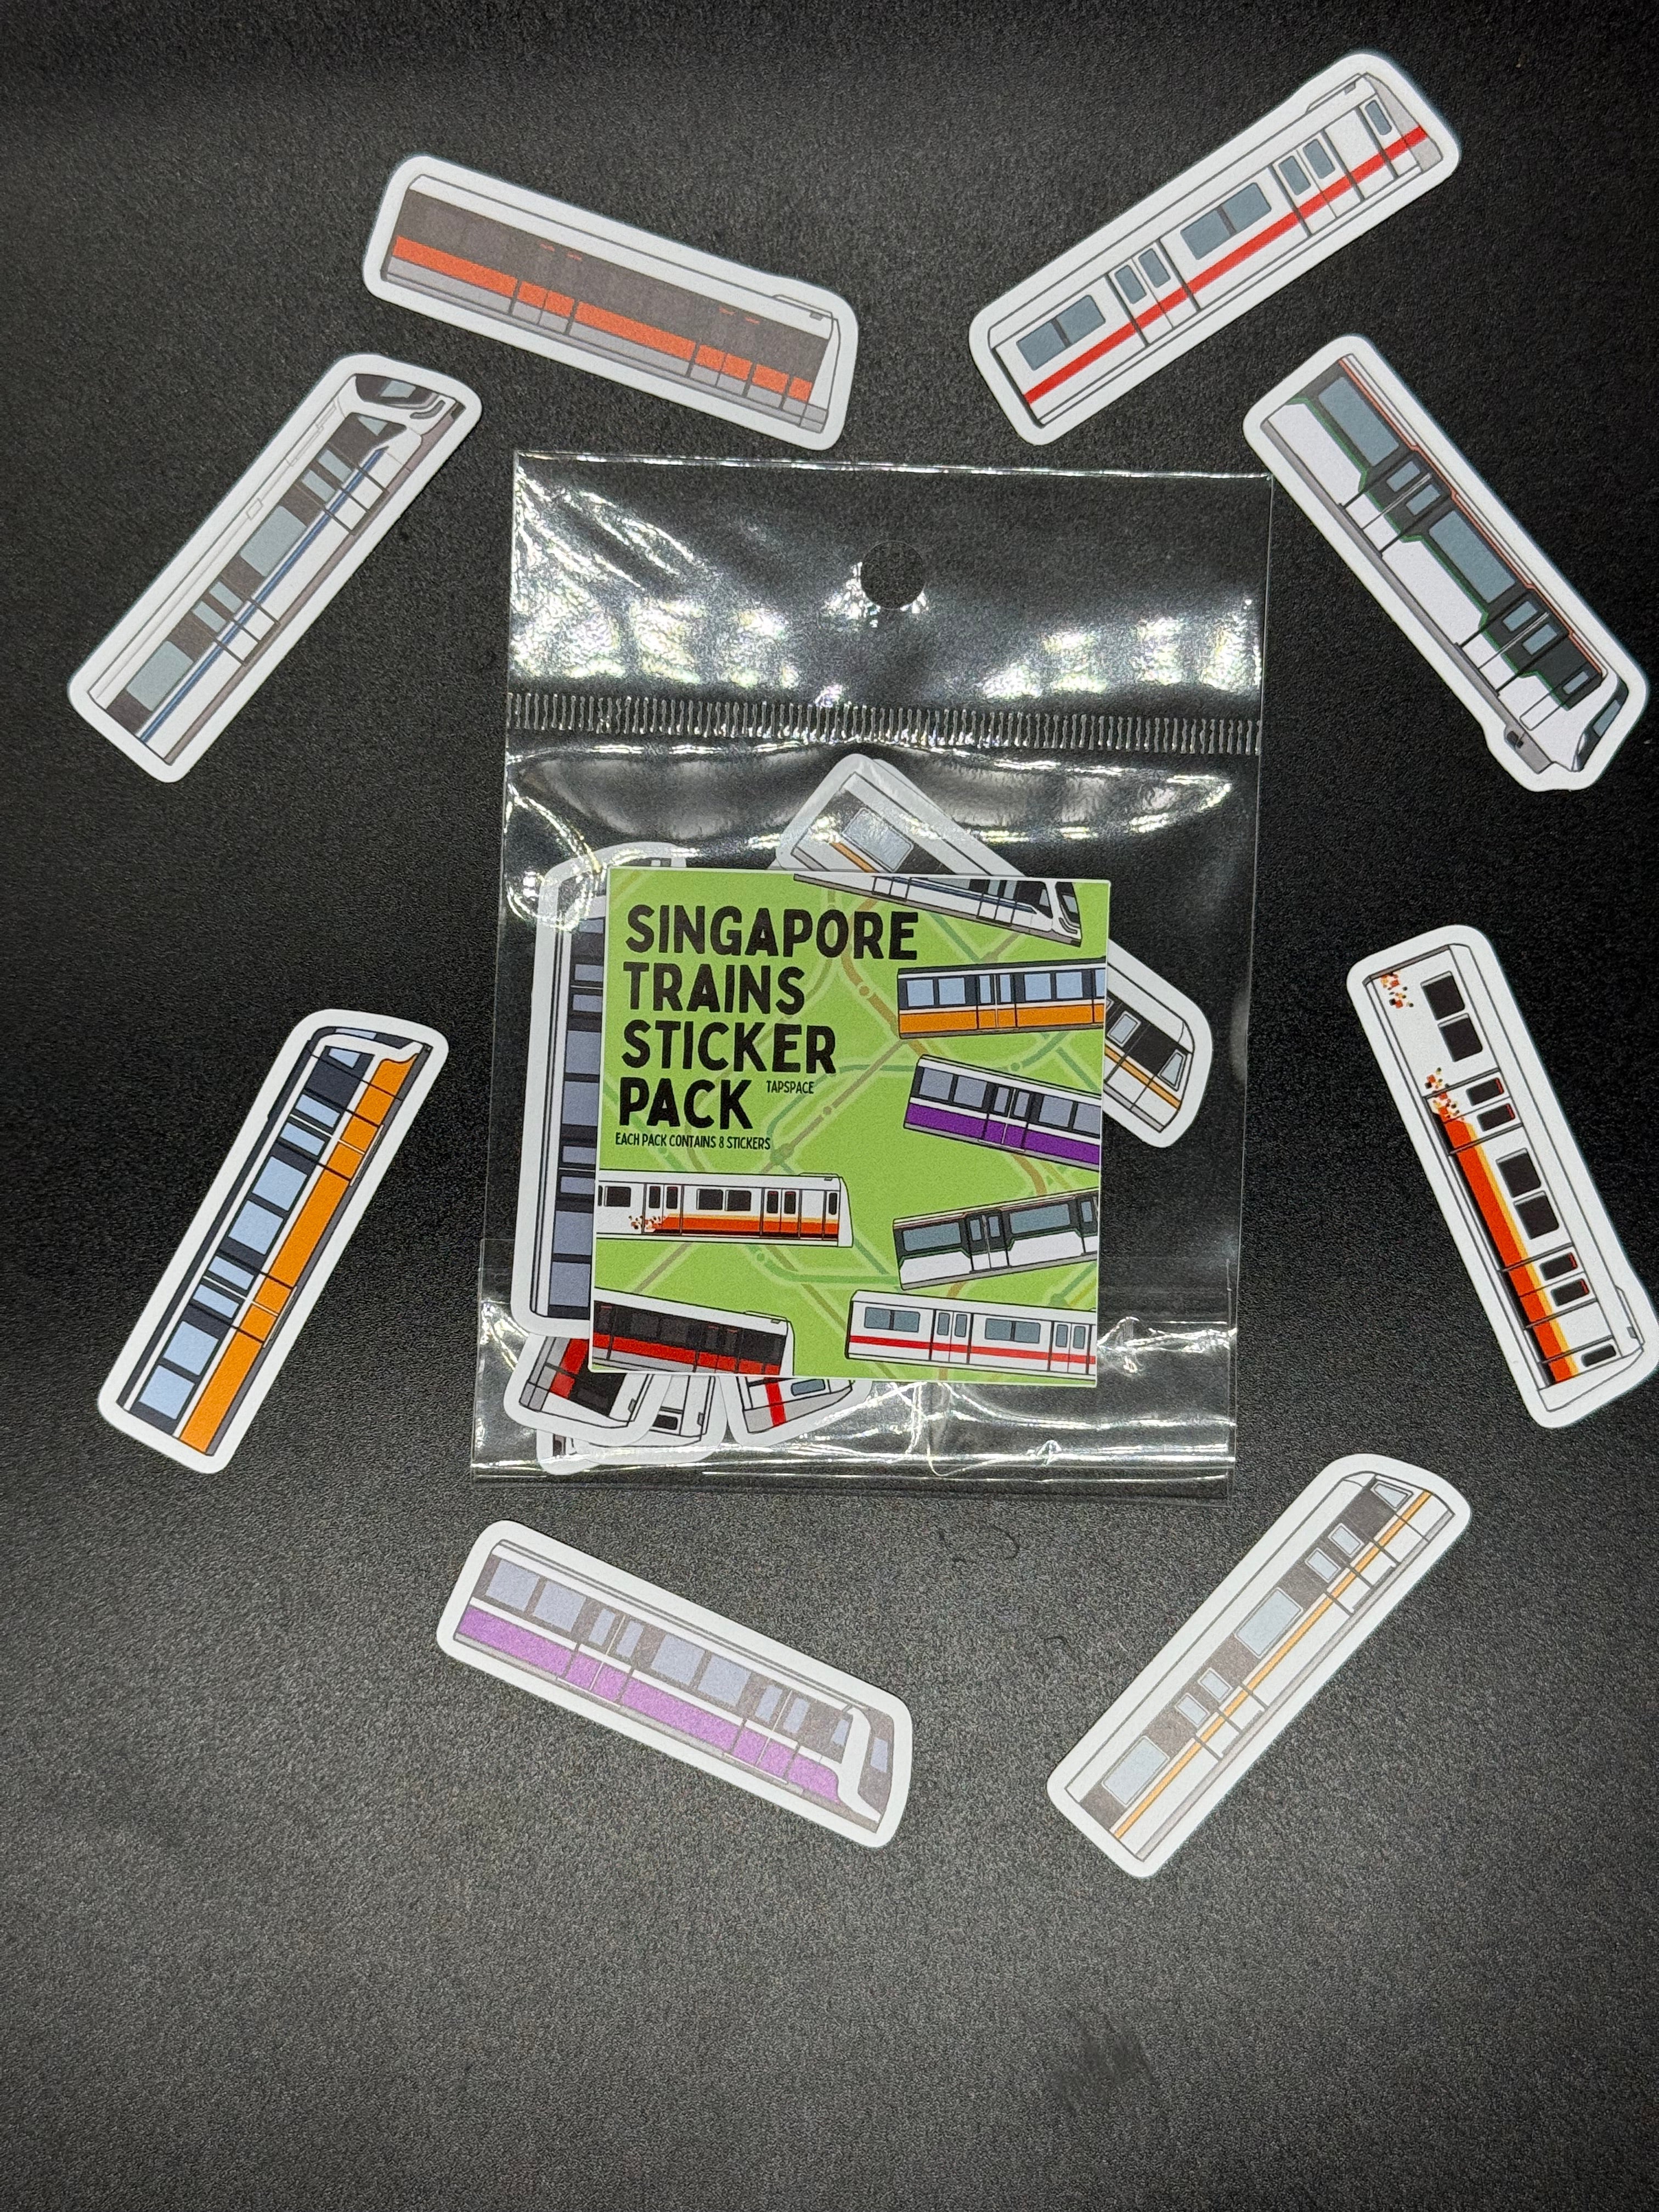 SINGAPORE
TRAINS
STICKER
PACK TAPSPACE
EACH PACK CONTAINS 8 STICKERS